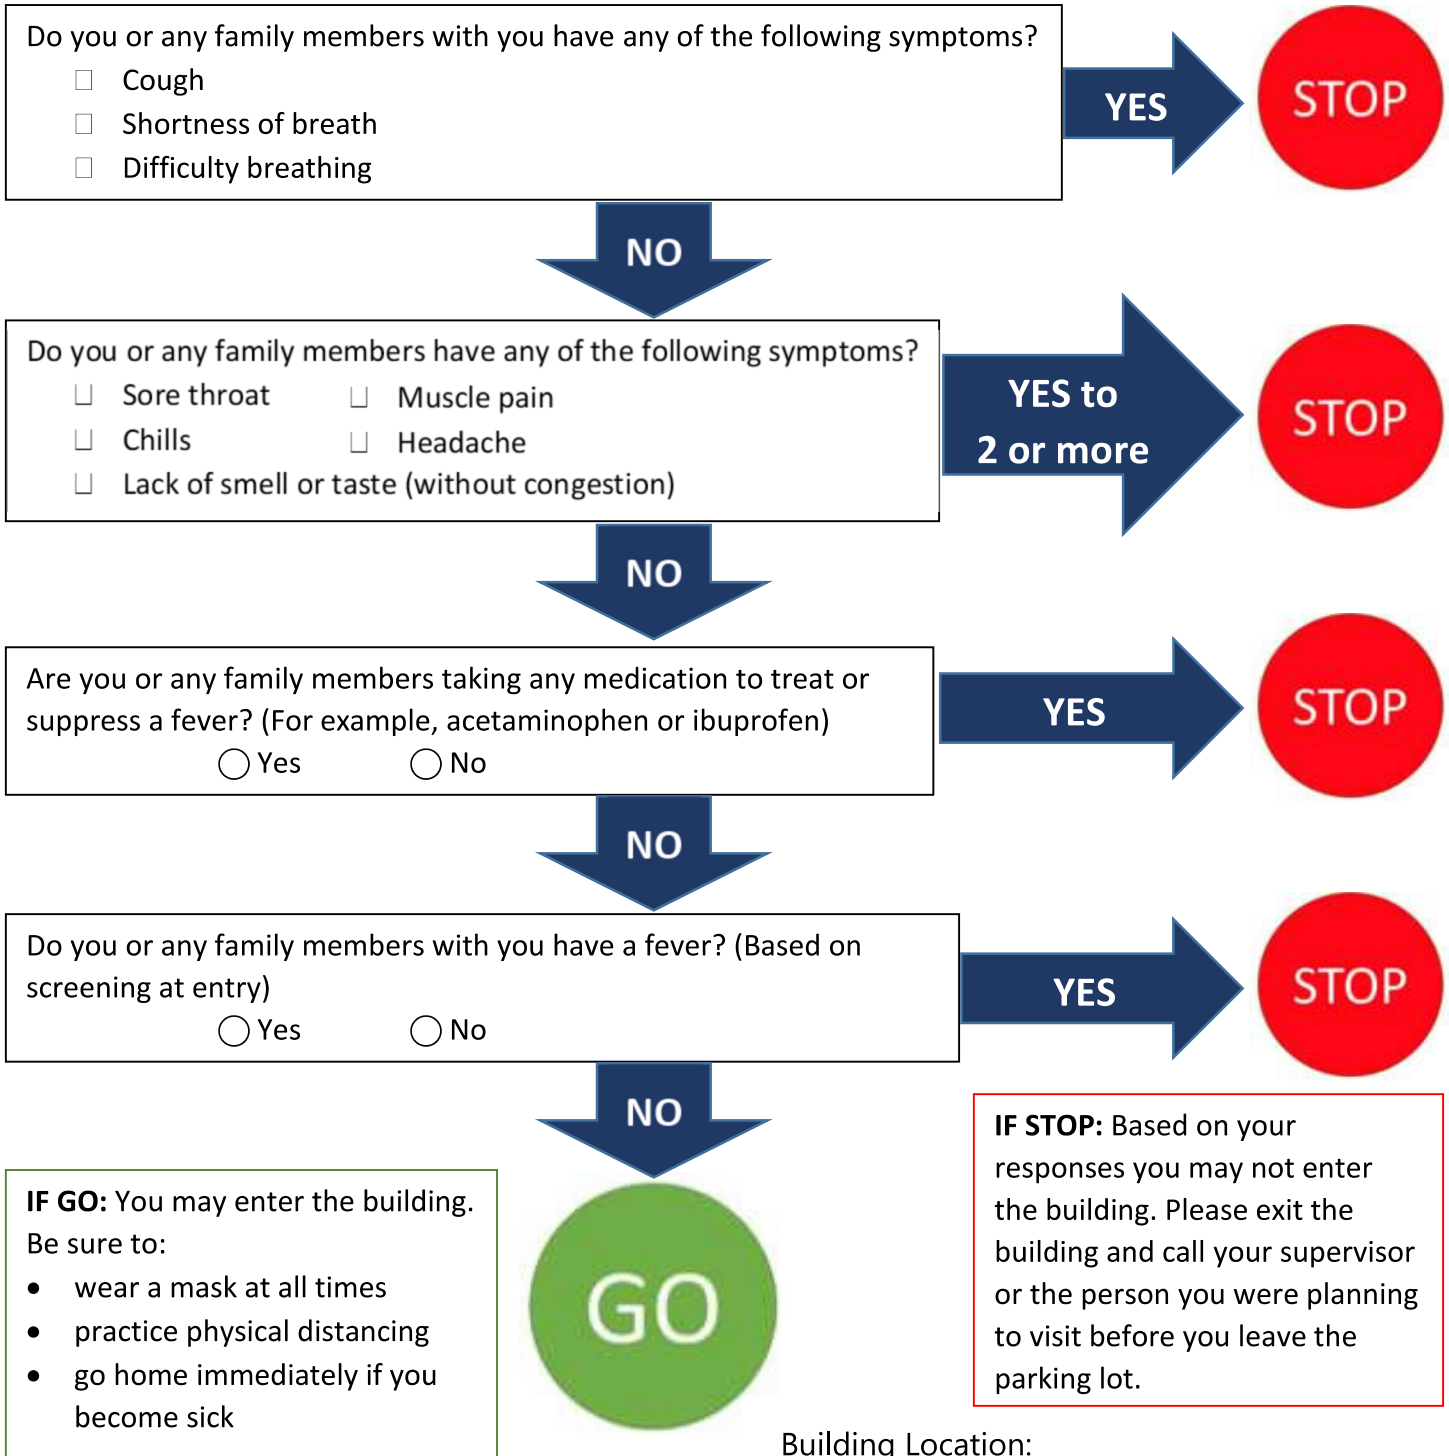 Do you or any family members with you have any of the following symptoms?
Cough
Shortness of breath
Difficulty breathing
YES
STOP
NO
Do you or any family members have any of the following symptoms?
Sore throat
Muscle pain
Chills
Headache
Lack of smell or taste (without congestion)
YES to
2 or more
STOP
NO
Are you or any family members taking any medication to treat or
suppress a fever? (For example, acetaminophen or ibuprofen)
Yes No
YES
STOP
NO
Do you or any family members with you have a fever? (Based on
screening at entry)
Yes No
YES
STOP
NO
IF GO: You may enter the building.
Be sure to:
• wear a mask at all times
• practice physical distancing
• go home immediately if you
become sick
GO
IF STOP: Based on your
responses you may not enter
the building. Please exit the
building and call your supervisor
or the person you were planning
to visit before you leave the
parking lot.
Building Location: